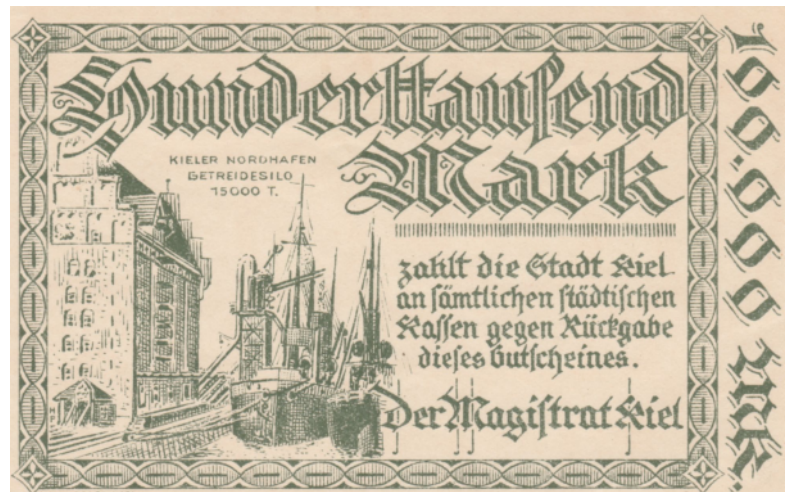 Hunderttausend
Mark
KIELER NORDHAFEN
GETREIDESILO
15000 T.
zahlt die Stadt Kiel
an sämtlichen städtischen
Kassen gegen Rückgabe
dieses Gutscheines.
Der Magistrat Kiel
100.000 Mk.